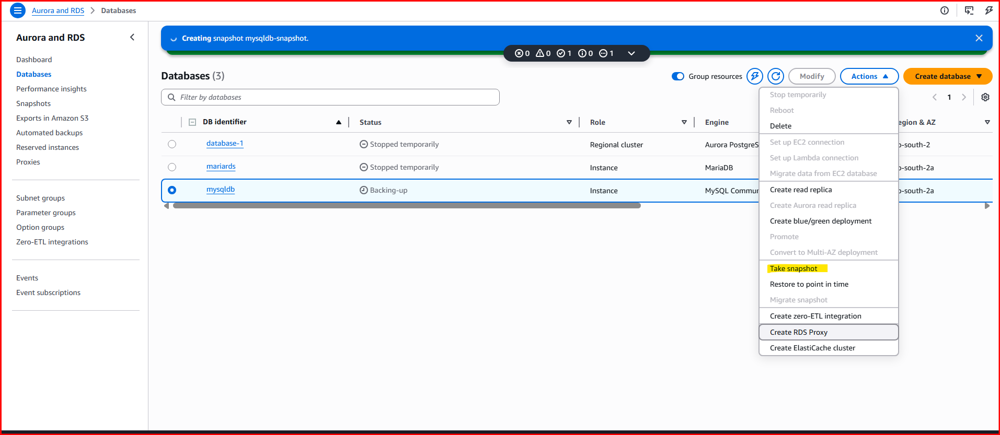 Aurora and RDS > Databases
Aurora and RDS
Dashboard
Databases
Performance insights
Snapshots
Exports in Amazon S3
Automated backups
Reserved instances
Proxies
Subnet groups
Parameter groups
Option groups
Zero-ETL integrations
Events
Event subscriptions
Creating snapshot mysqldb-snapshot.
0 0 1 0 1
Databases (3)
Group resources Modify Actions Create database
Filter by databases
1
DB identifier Status Role Engine egion & AZ
database-1 Stopped temporarily Regional cluster Aurora PostgreS -south-2
mariards Stopped temporarily Instance MariaDB -south-2a
mysqldb Backing-up Instance MySQL Commun -south-2a
Stop temporarily
Reboot
Delete
Set up EC2 connection
Set up Lambda connection
Migrate data from EC2 database
Create read replica
Create Aurora read replica
Create blue/green deployment
Promote
Convert to Multi-AZ deployment
Take snapshot
Restore to point in time
Migrate snapshot
Create zero-ETL integration
Create RDS Proxy
Create ElastiCache cluster